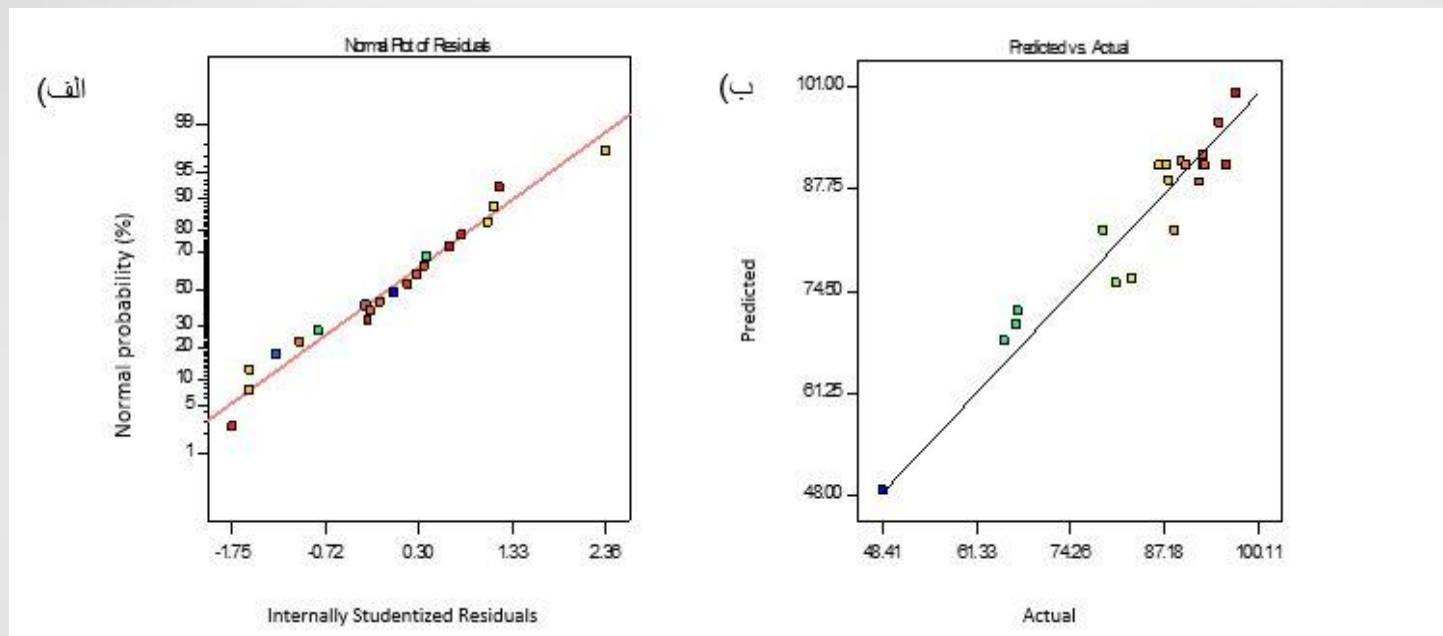 Normal Plot of Residuals
الف)
99
95
90
80
70
50
30
20
10
5
1
Normal probability (%)
-1.75 -0.72 0.30 1.33 2.36
Internally Studentized Residuals
Predicted vs. Actual
ب)
101.00
87.75
74.50
61.25
48.00
Predicted
48.41 61.33 74.26 87.18 100.11
Actual